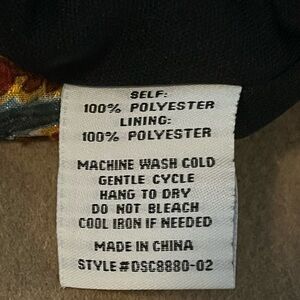 SELF:
100% POLYESTER
LINING:
100% POLYESTER
MACHINE WASH COLD
GENTLE CYCLE
HANG TO DRY
DO NOT BLEACH
COOL IRON IF NEEDED
MADE IN CHINA
STYLE #DSC8880-02